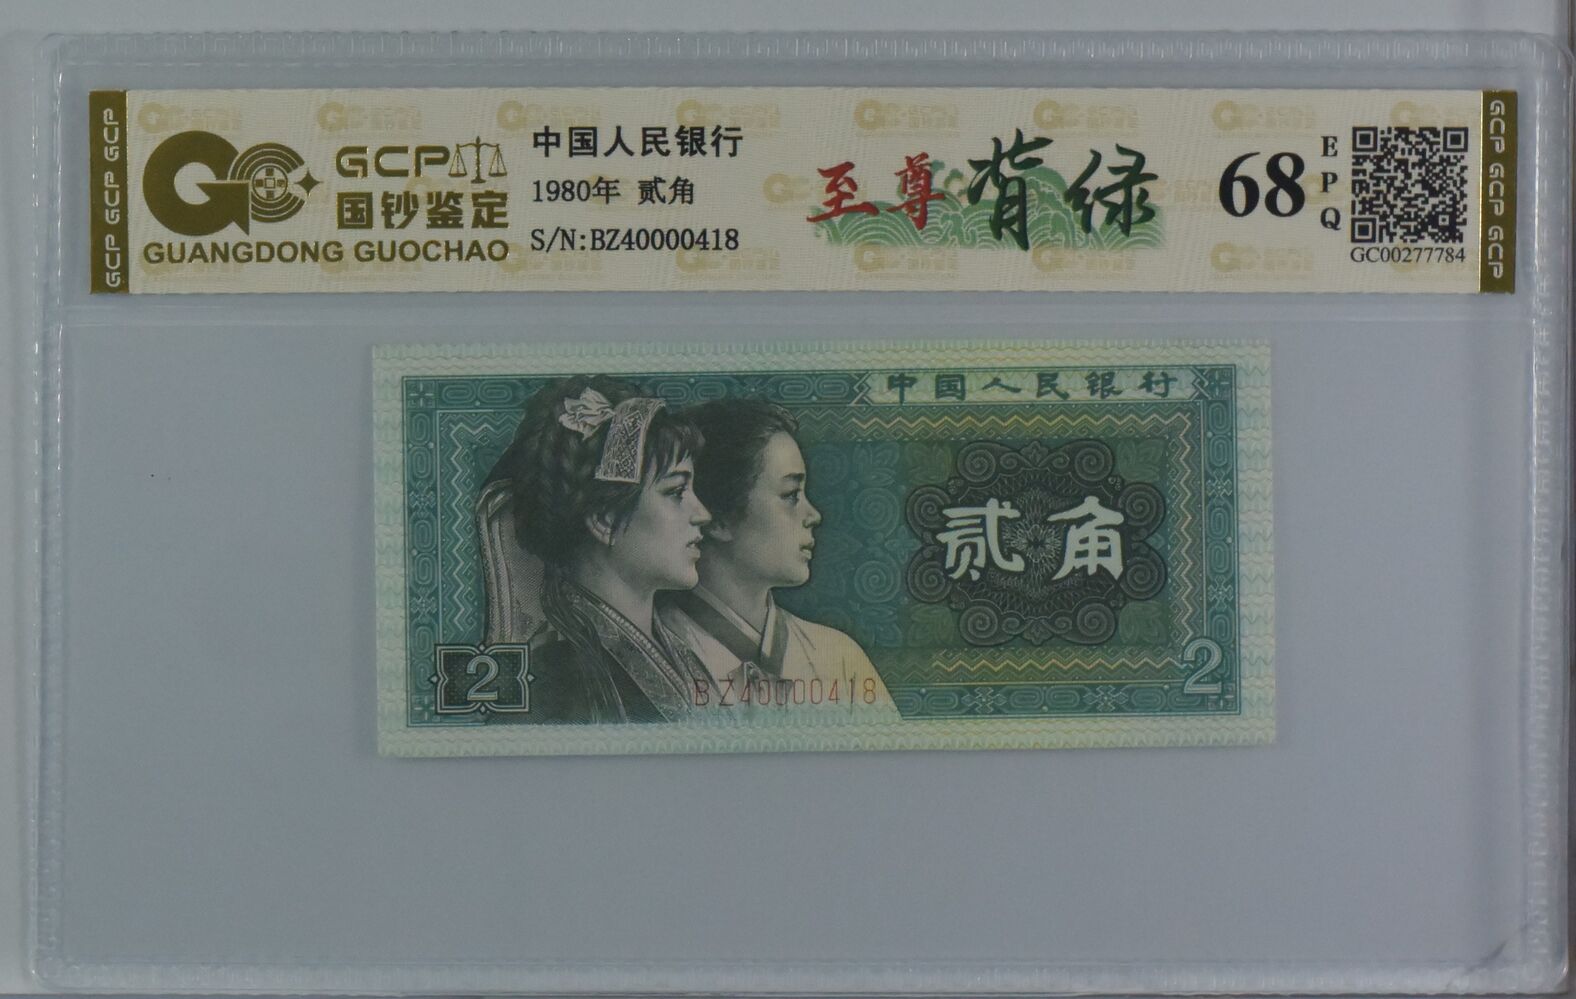 GCP GCP GCP
GCP
国钞鉴定
GUANGDONG GUOCHAO
中国人民银行
1980年 贰角
S/N:BZ40000418
至尊背绿
68
EPQ
GC00277784
GCP GCP GCP
中国人民银行
贰角
2
BZ40000418
2